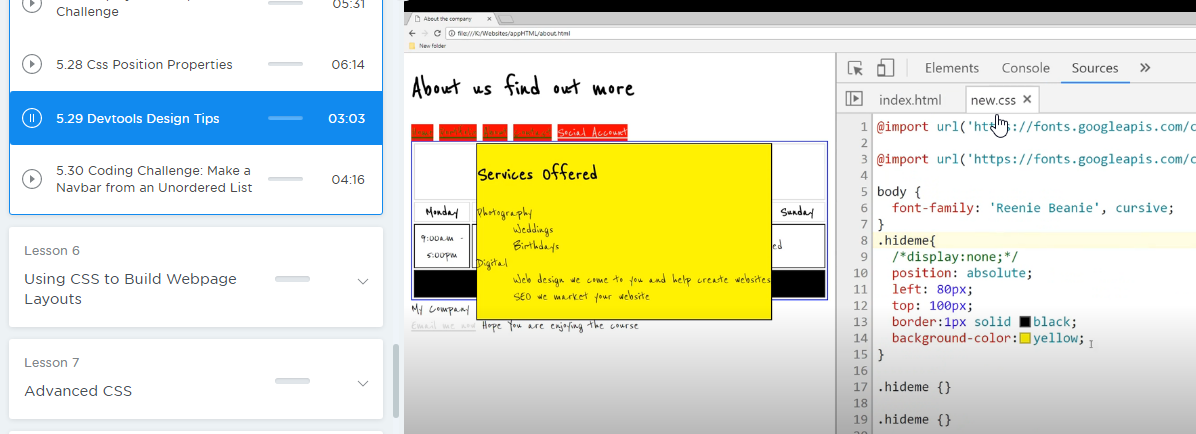 05:31
Challenge
5.28 Css Position Properties
06:14
5.29 Devtools Design Tips
03:03
5.30 Coding Challenge: Make a
Navbar from an Unordered List
04:16
Lesson 6
Using CSS to Build Webpage
Layouts
Lesson 7
Advanced CSS
About the company
file:///K:/Websites/appHTML/about.html
New folder
About us find out more
Social Account
Services Offered
Monday
Sunday
Photography
Weddings
Birthdays
9:00am -
5:00pm
Digital
Web design we come to you and help create websites
SEO we market your website
My Company
Email me now
Hope You are enjoying the course
Elements Console Sources »
index.html new.css ×
1 @import url('https://fonts.googleapis.com/c
2
3 @import url('https://fonts.googleapis.com/c
4
5 body {
6 font-family: 'Reenie Beanie', cursive;
7 }
8 .hideme{
9 /*display:none;*/
10 position: absolute;
11 left: 80px;
12 top: 100px;
13 border:1px solid black;
14 background-color: yellow;
15 }
16
17 .hideme {}
18
19 .hideme {}